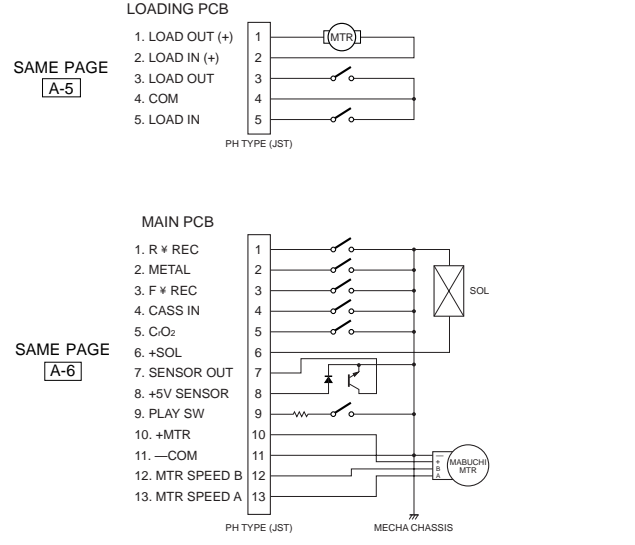 LOADING PCB
SAME PAGE
A-5
1. LOAD OUT (+)
2. LOAD IN (+)
3. LOAD OUT
4. COM
5. LOAD IN
1
2
3
4
5
MTR
PH TYPE (JST)
MAIN PCB
SAME PAGE
A-6
1. R ¥ REC
2. METAL
3. F ¥ REC
4. CASS IN
5. CrO2
6. +SOL
7. SENSOR OUT
8. +5V SENSOR
9. PLAY SW
10. +MTR
11. —COM
12. MTR SPEED B
13. MTR SPEED A
1
2
3
4
5
6
7
8
9
10
11
12
13
SOL
—
+
B
A
MABUCHI
MTR
PH TYPE (JST)
MECHA CHASSIS